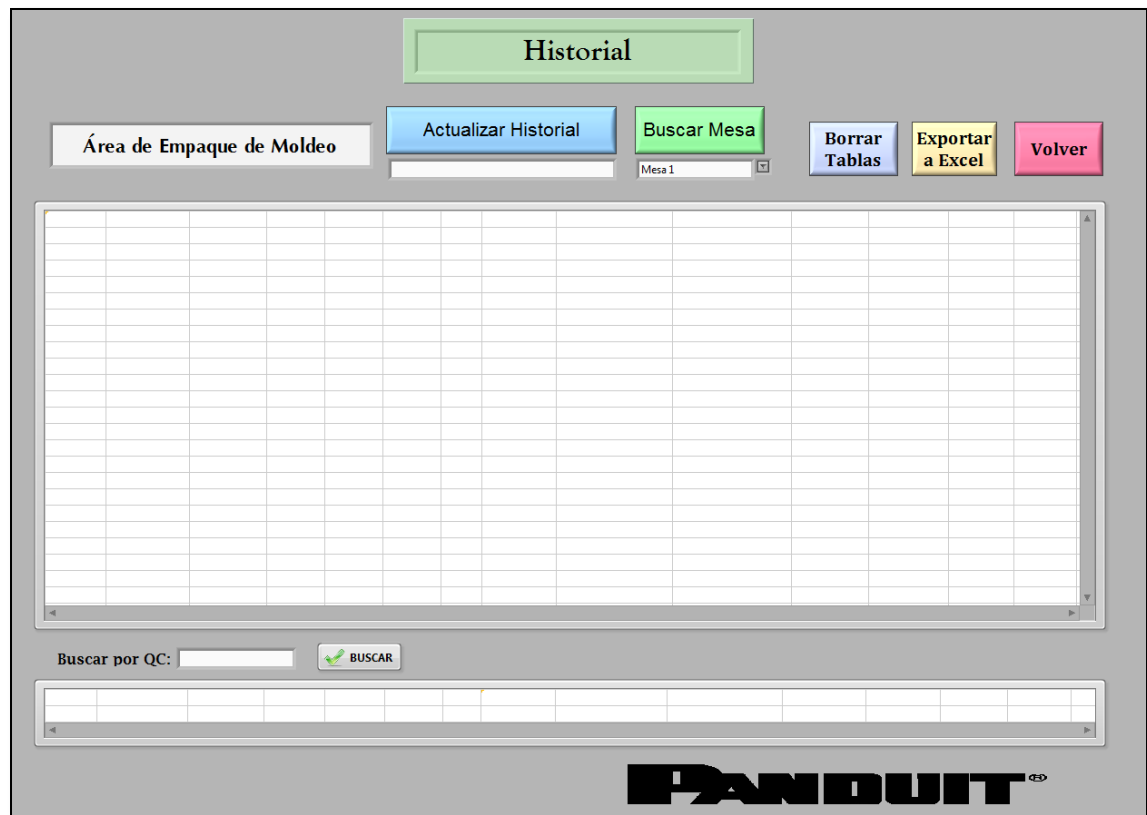 Historial
Área de Empaque de Moldeo
Actualizar Historial
Buscar Mesa
Mesa 1
Borrar
Tablas
Exportar
a Excel
Volver
Buscar por QC:
BUSCAR
PANDUIT®